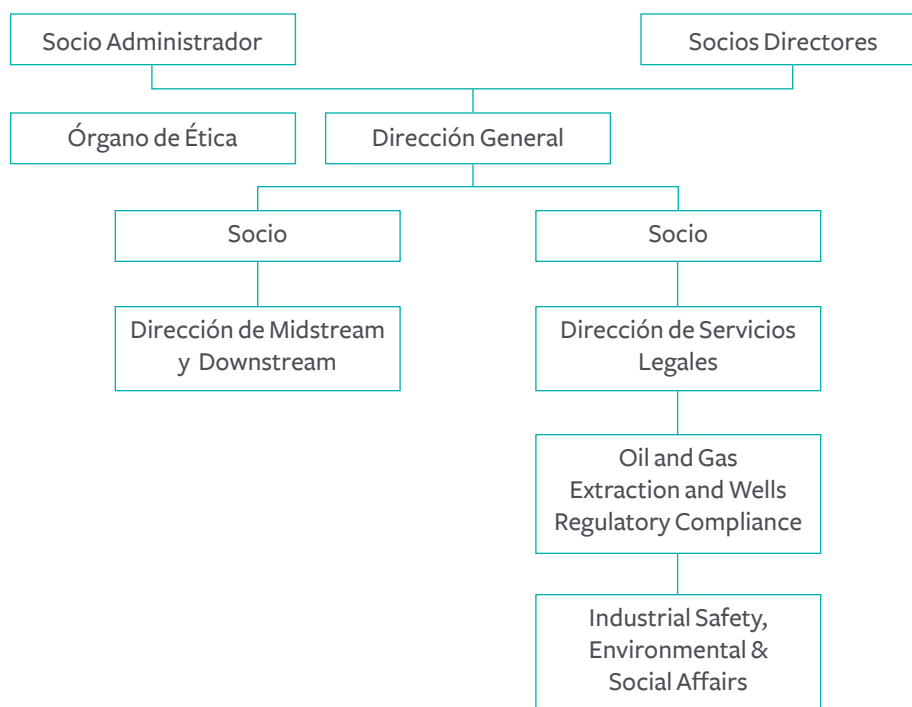 Socio Administrador
Socios Directores
Órgano de Ética
Dirección General
Socio
Socio
Dirección de Midstream
y Downstream
Dirección de Servicios
Legales
Oil and Gas
Extraction and Wells
Regulatory Compliance
Industrial Safety,
Environmental &
Social Affairs